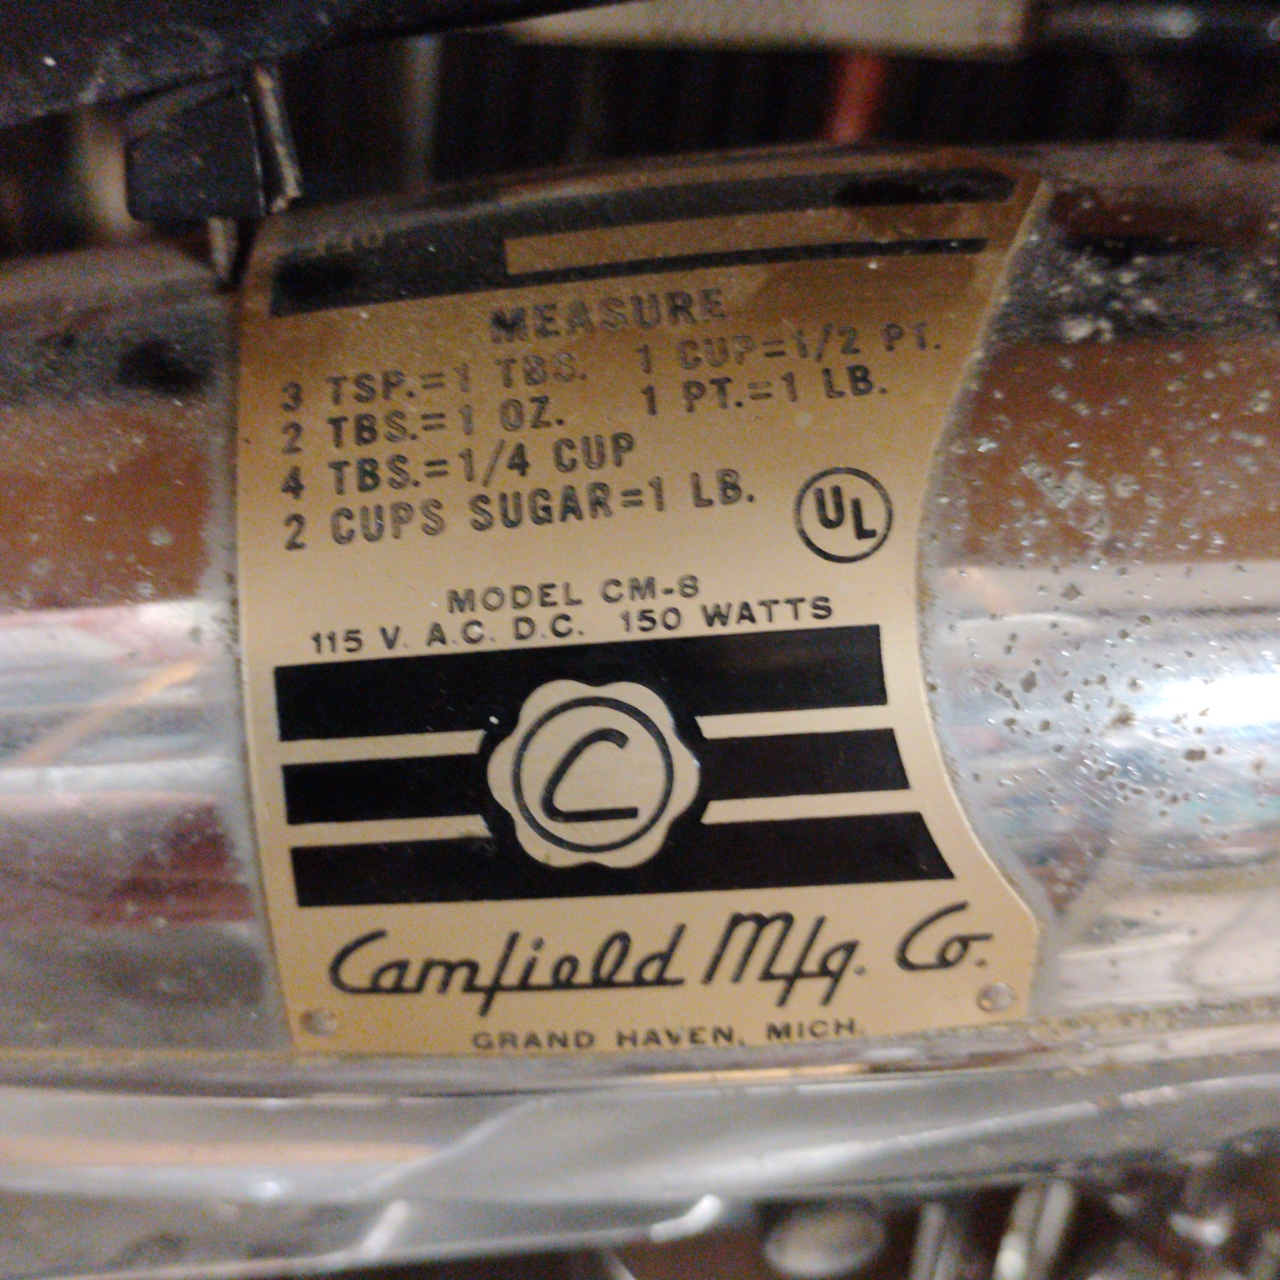 MEASURE
3 TSP.=1 TBS. 1 CUP=1/2 PT.
2 TBS.=1 OZ. 1 PT.=1 LB.
4 TBS.=1/4 CUP
2 CUPS SUGAR=1 LB.
UL
MODEL CM-8
115 V. A.C. D.C. 150 WATTS
C
Camfield Mfg. Co.
GRAND HAVEN, MICH.